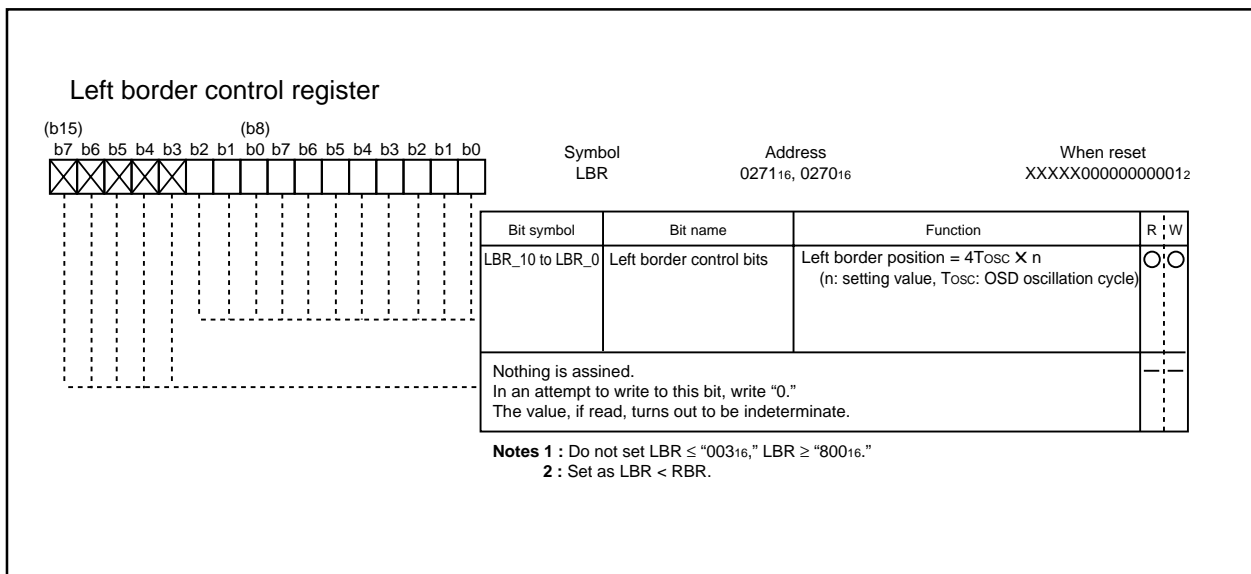 Left border control register
(b15) (b8)
b7 b6 b5 b4 b3 b2 b1 b0 b7 b6 b5 b4 b3 b2 b1 b0
Symbol Address When reset
LBR 027116, 027016 XXXXX000000000012
Bit symbol Bit name Function R W
LBR_10 to LBR_0 Left border control bits Left border position = 4TOSC X n
(n: setting value, TOSC: OSD oscillation cycle)
Nothing is assined.
In an attempt to write to this bit, write “0.”
The value, if read, turns out to be indeterminate.
Notes 1 : Do not set LBR ≤ “00316,” LBR ≥ “80016.”
2 : Set as LBR < RBR.